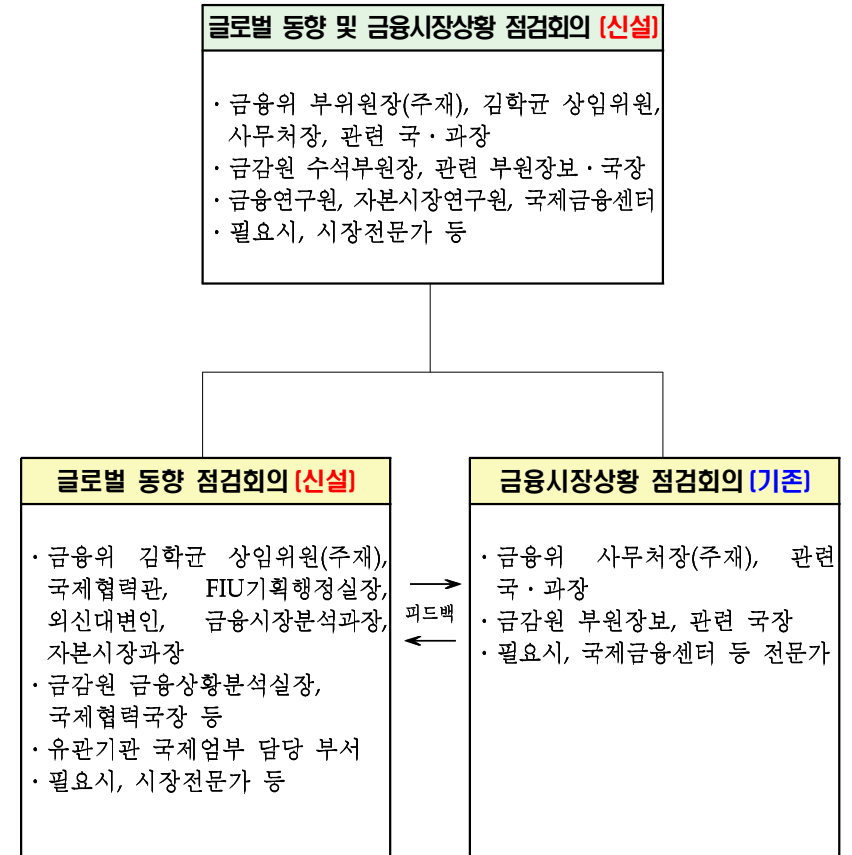 글로벌 동향 및 금융시장상황 점검회의 (신설)
· 금융위 부위원장(주재), 김학균 상임위원,
사무처장, 관련 국·과장
· 금감원 수석부원장, 관련 부원장보·국장
· 금융연구원, 자본시장연구원, 국제금융센터
· 필요시, 시장전문가 등
글로벌 동향 점검회의 (신설)
· 금융위 김학균 상임위원(주재),
국제협력관, FIU기획행정실장,
외신대변인, 금융시장분석과장,
자본시장과장
· 금감원 금융상황분석실장,
국제협력국장 등
· 유관기관 국제업부 담당 부서
· 필요시, 시장전문가 등
피드백
금융시장상황 점검회의 (기존)
· 금융위 사무처장(주재), 관련
국·과장
· 금감원 부원장보, 관련 국장
· 필요시, 국제금융센터 등 전문가